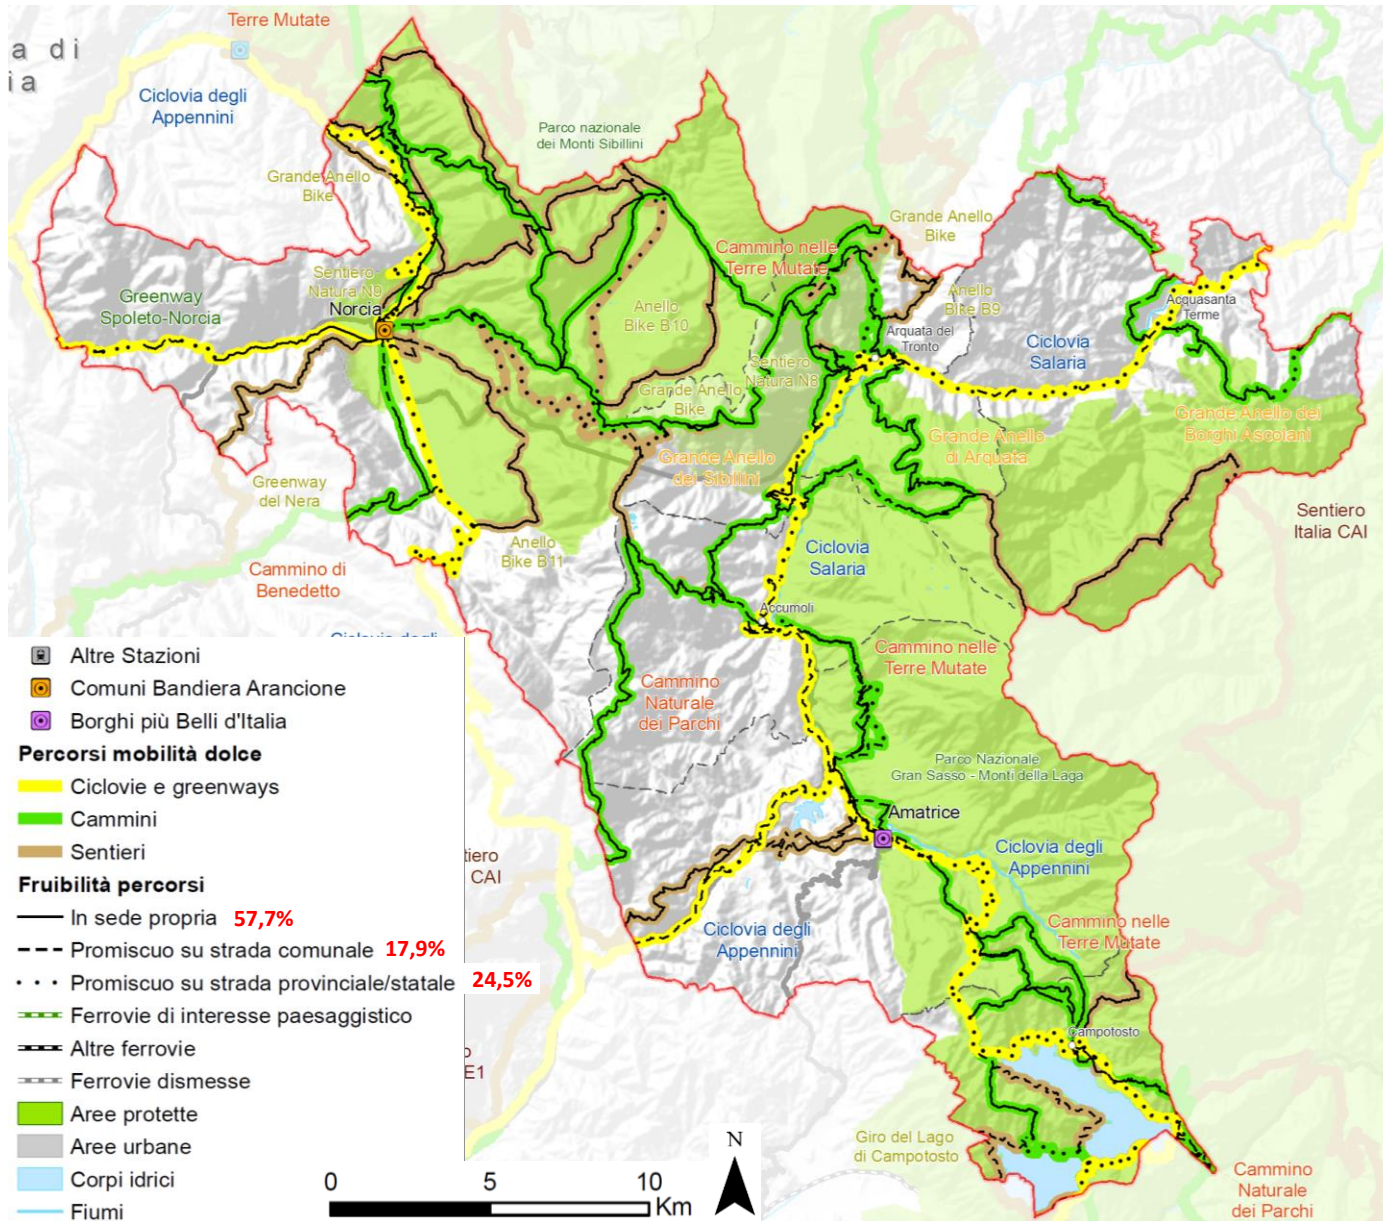 Terre Mutate
a di
ia
Ciclovia degli
Appennini
Parco nazionale
dei Monti Sibillini
Grande Anello
Bike
Grande Anello
Bike
Cammino nelle
Terre Mutate
Sentiero-
Natura N9
Norcia
Greenway
Spoleto-Norcia
Anello
Bike B10
Anello
Bike B9
Acquasanta
Terme
Arquata del
Tronto
Ciclovia
Salaria
Sentiero
Natura N8
Grande Anello
Bike
Grande Anello
dei Sibillini
Grande Anello
di Arquata
Grande Anello dei
Borghi Ascolani
Greenway
del Nera
Sentiero
Italia CAI
Anello
Bike B11
Ciclovia
Salaria
Cammino di
Benedetto
Accumoli
Ciclovia degli
Cammino nelle
Terre Mutate
Cammino
Naturale
dei Parchi
Parco Nazionale
Gran Sasso - Monti della Laga
Amatrice
Ciclovia degli
Appennini
tiero
CAI
Cammino nelle
Terre Mutate
Ciclovia degli
Appennini
Campotosto
E1
Giro del Lago
di Campotosto
Cammino
Naturale
dei Parchi
Altre Stazioni
Comuni Bandiera Arancione
Borghi più Belli d'Italia
Percorsi mobilità dolce
Ciclovie e greenways
Cammini
Sentieri
Fruibilità percorsi
In sede propria 57,7%
Promiscuo su strada comunale 17,9%
Promiscuo su strada provinciale/statale 24,5%
Ferrovie di interesse paesaggistico
Altre ferrovie
Ferrovie dismesse
Aree protette
Aree urbane
Corpi idrici
Fiumi
0 5 10
Km
N